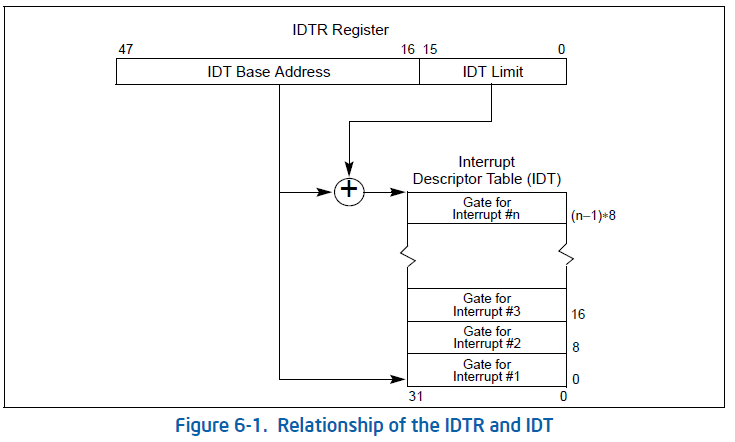 IDTR Register
47 16 15 0
IDT Base Address IDT Limit
Interrupt
Descriptor Table (IDT)
+
Gate for
Interrupt #n
(n–1)∗8
Gate for
Interrupt #3
16
Gate for
Interrupt #2
8
Gate for
Interrupt #1
0
31 0
Figure 6-1. Relationship of the IDTR and IDT